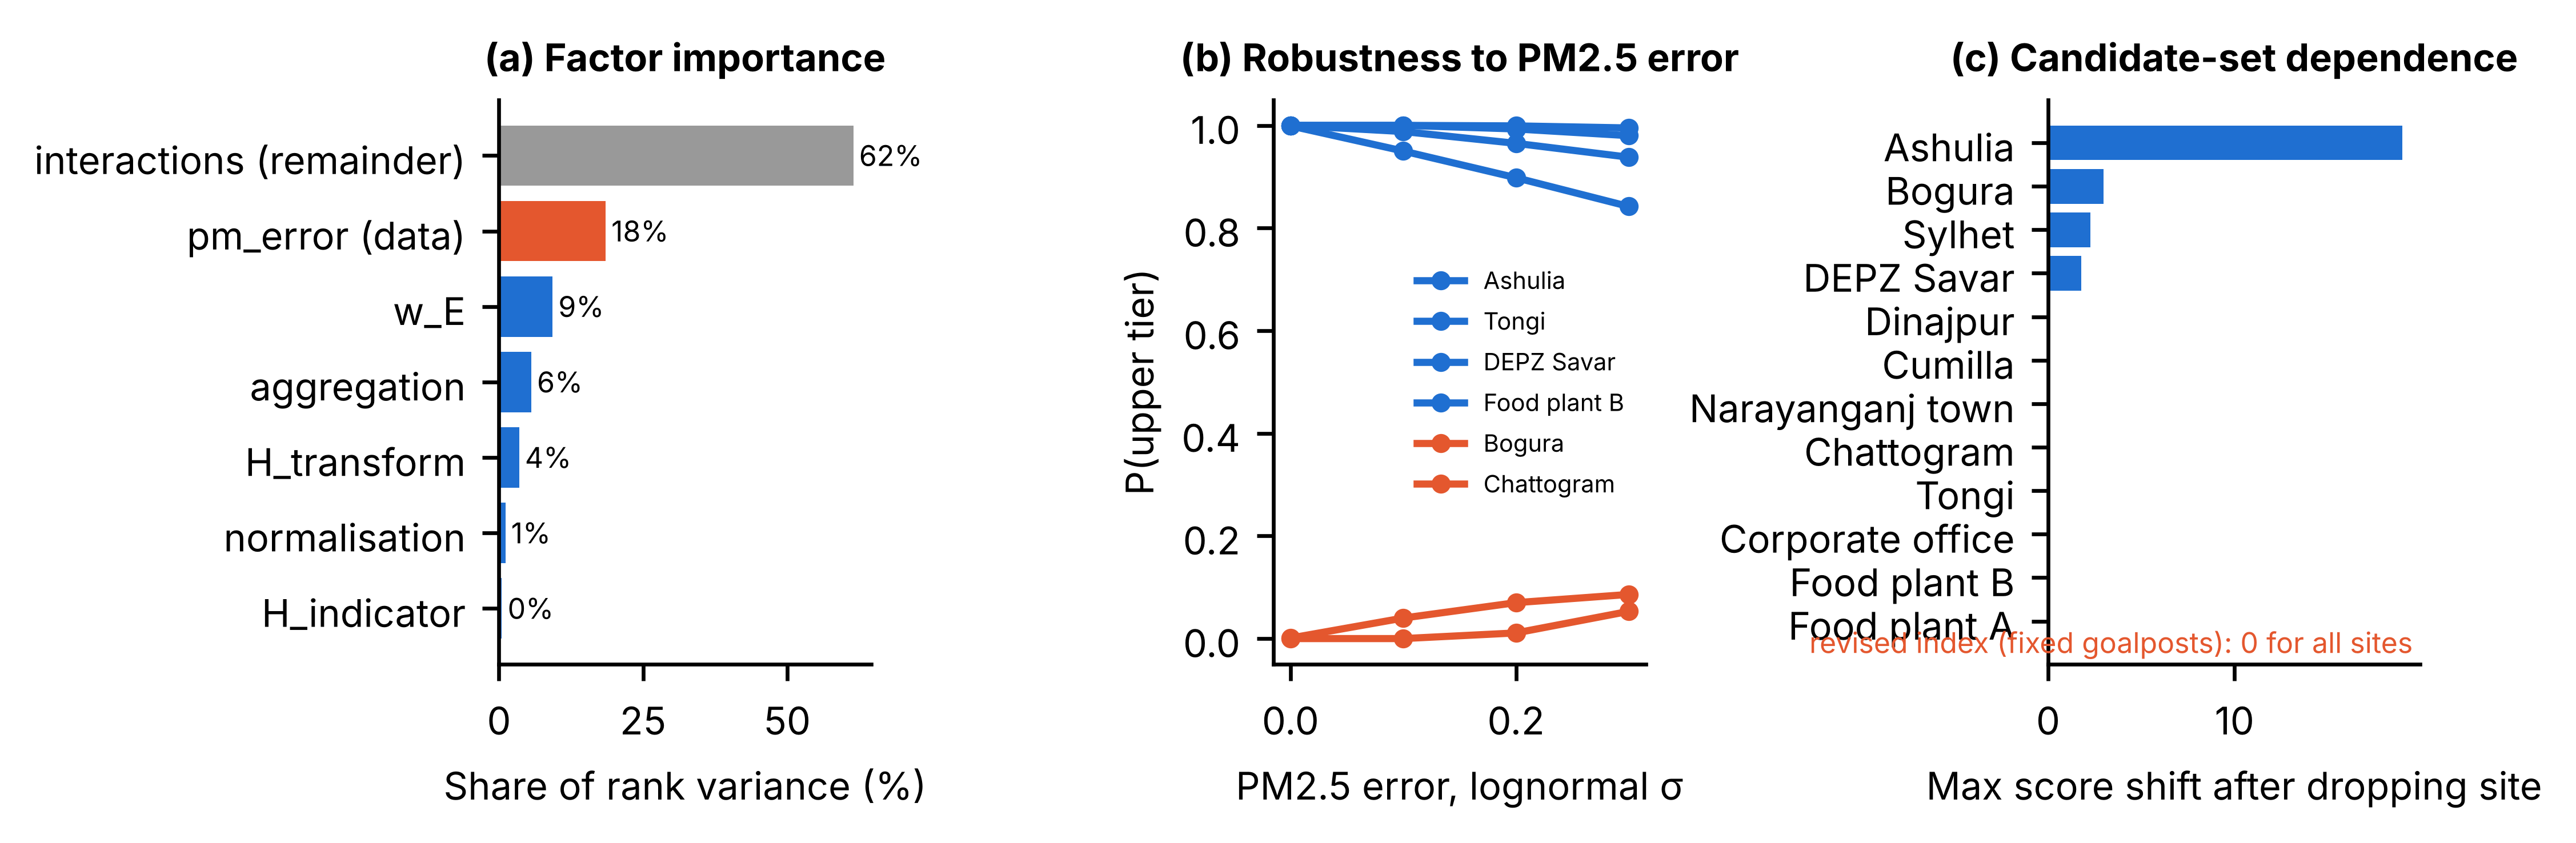 (a) Factor importance
interactions (remainder)
62%
pm_error (data)
18%
w_E
9%
aggregation
6%
H_transform
4%
normalisation
1%
H_indicator
0%
0
25
50
Share of rank variance (%)
(b) Robustness to PM2.5 error
P(upper tier)
1.0
0.8
0.6
0.4
0.2
0.0
Ashulia
Tongi
DEPZ Savar
Food plant B
Bogura
Chattogram
0.0
0.2
PM2.5 error, lognormal σ
(c) Candidate-set dependence
Ashulia
Bogura
Sylhet
DEPZ Savar
Dinajpur
Cumilla
Narayanganj town
Chattogram
Tongi
Corporate office
Food plant B
Food plant A
revised index (fixed goalposts): 0 for all sites
0
10
Max score shift after dropping site